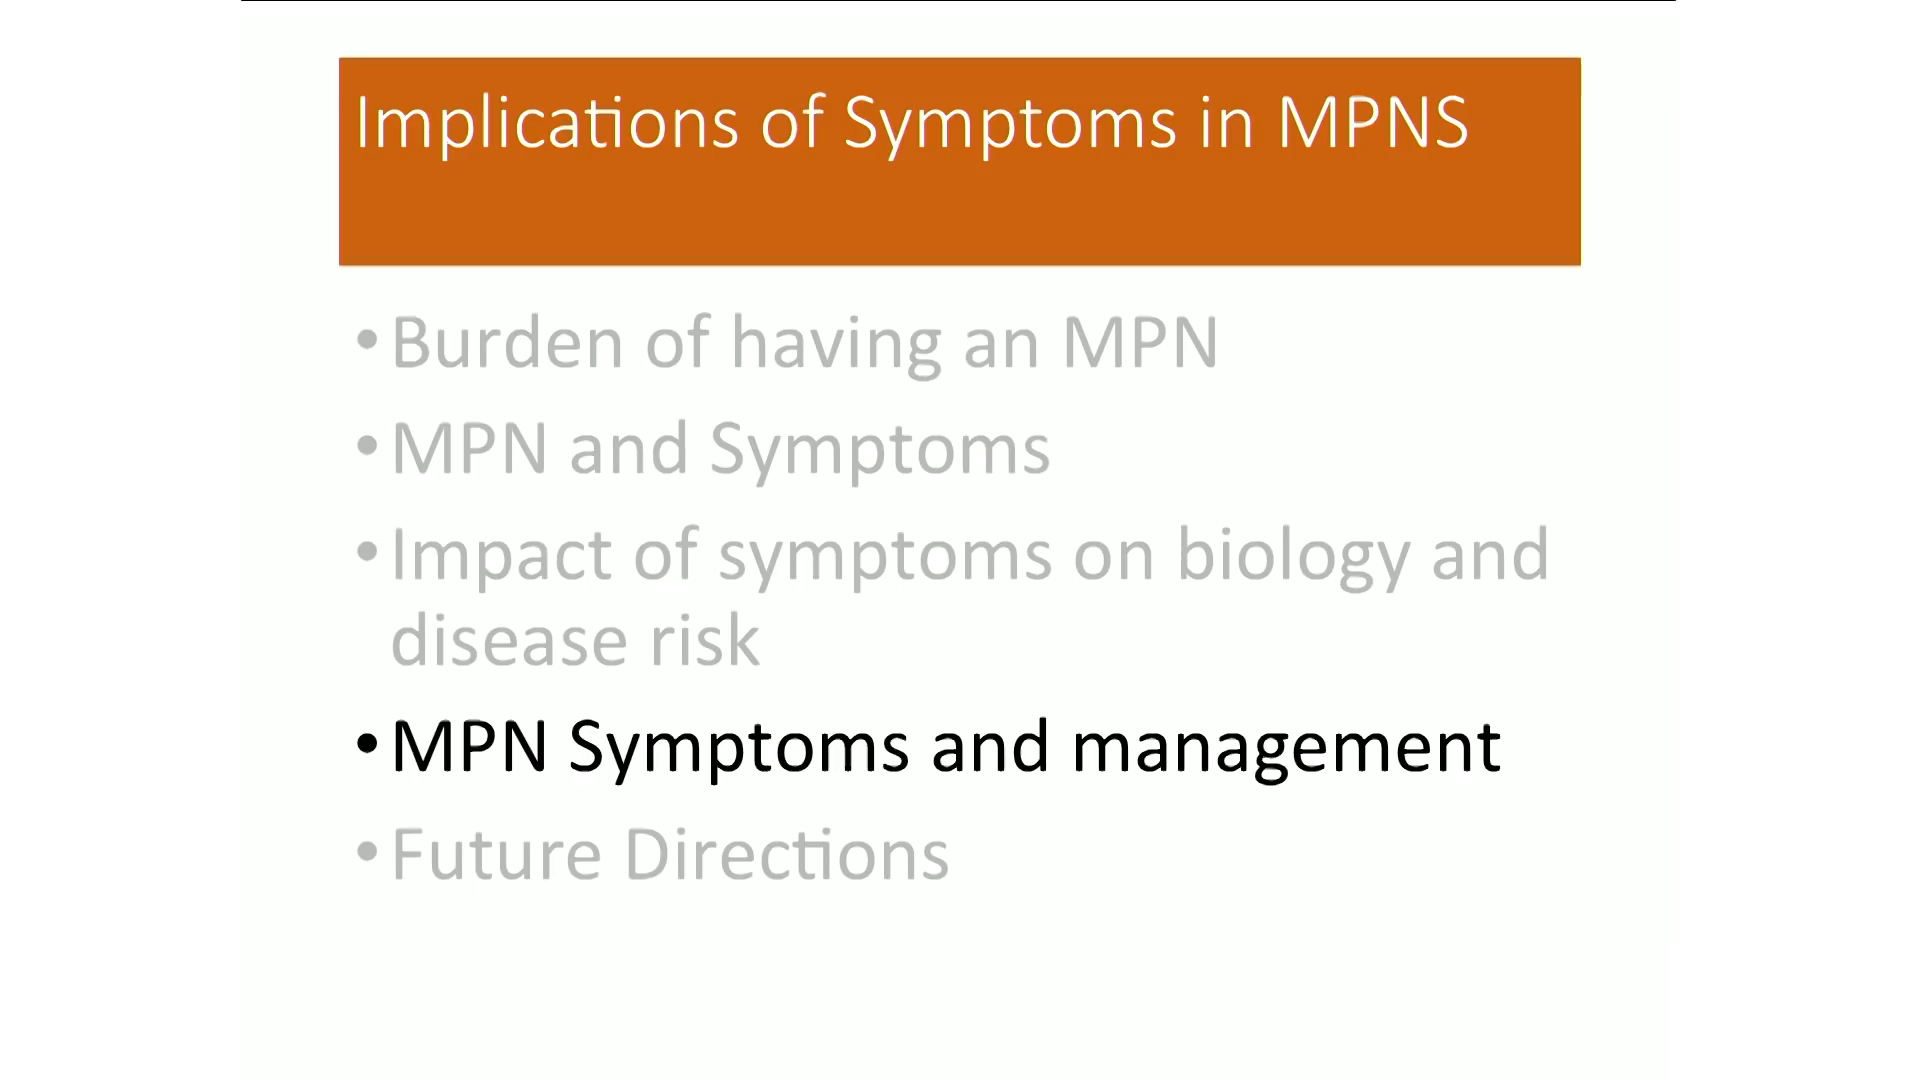 Implications of Symptoms in MPNS
•Burden of having an MPN
•MPN and Symptoms
•Impact of symptoms on biology and
disease risk
•MPN Symptoms and management
•Future Directions